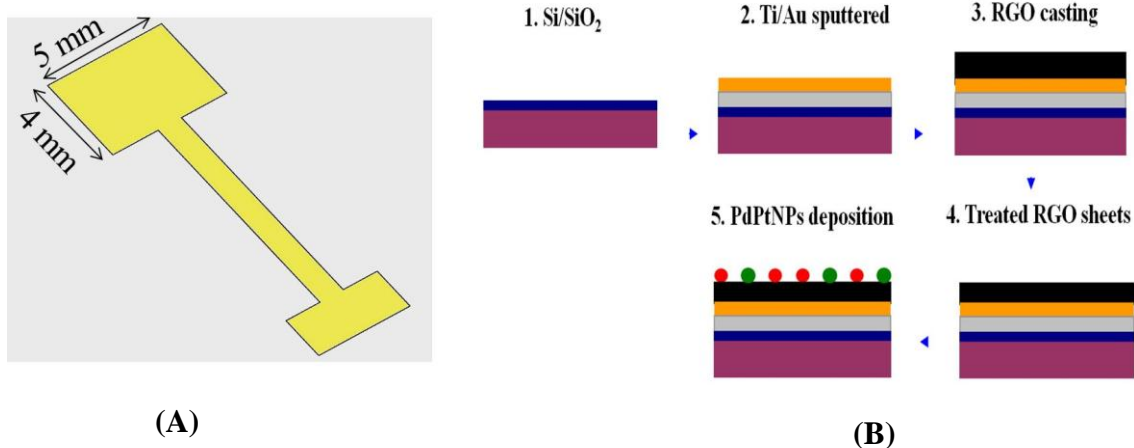 5 mm
4 mm
(A)
1. Si/SiO₂
2. Ti/Au sputtered
3. RGO casting
5. PdPtNPs deposition
4. Treated RGO sheets
(B)